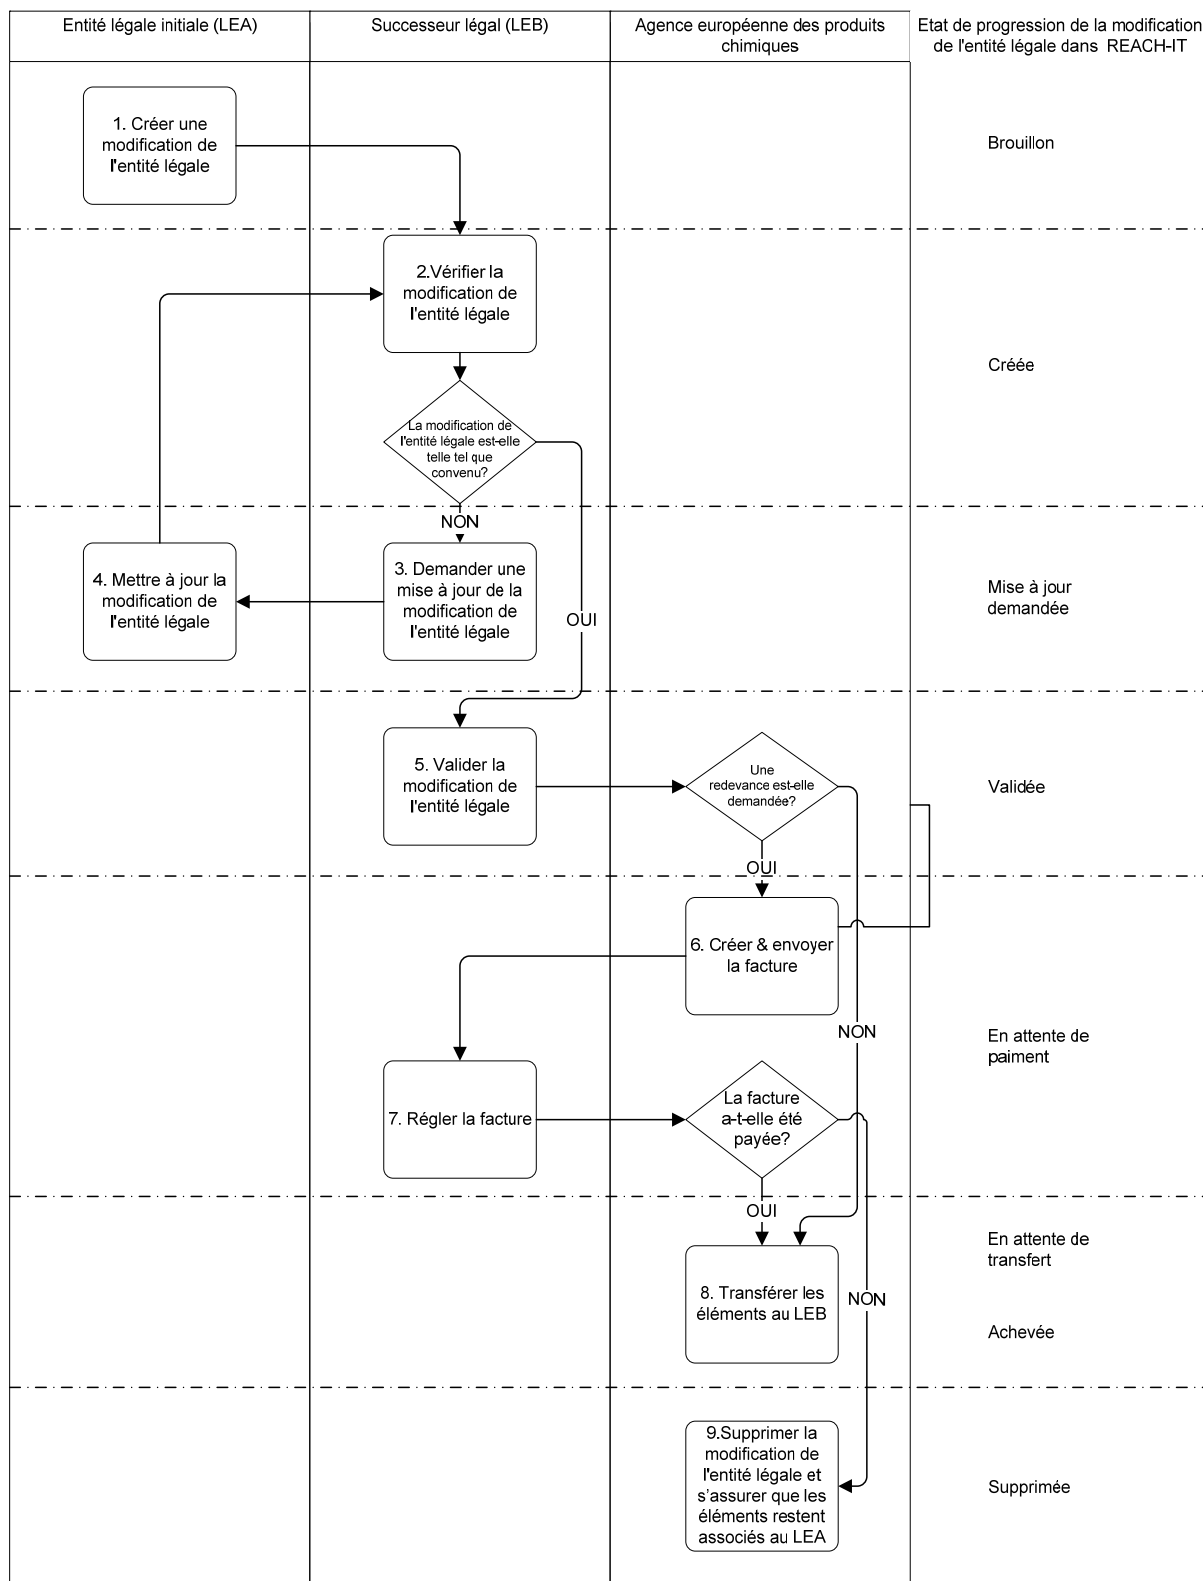 Entité légale initiale (LEA)
Successeur légal (LEB)
Agence européenne des produits
chimiques
Etat de progression de la modification
de l'entité légale dans REACH-IT
1. Créer une
modification de
l'entité légale
Brouillon
2.Vérifier la
modification de
l'entité légale
Créée
La modification de
l'entité légale est-elle
telle tel que
convenu?
NON
4. Mettre à jour la
modification de
l'entité légale
3. Demander une
mise à jour de la
modification de
l'entité légale
OUI
Mise à jour
demandée
5. Valider la
modification de
l'entité légale
Une
redevance est-elle
demandée?
Validée
OUI
6. Créer & envoyer
la facture
NON
En attente de
paiment
7. Régler la facture
La facture
a-t-elle été
payée?
OUI
En attente de
transfert
8. Transférer les
éléments au LEB
NON
Achevée
9.Supprimer la
modification de
l'entité légale et
s’assurer que les
éléments restent
associés au LEA
Supprimée